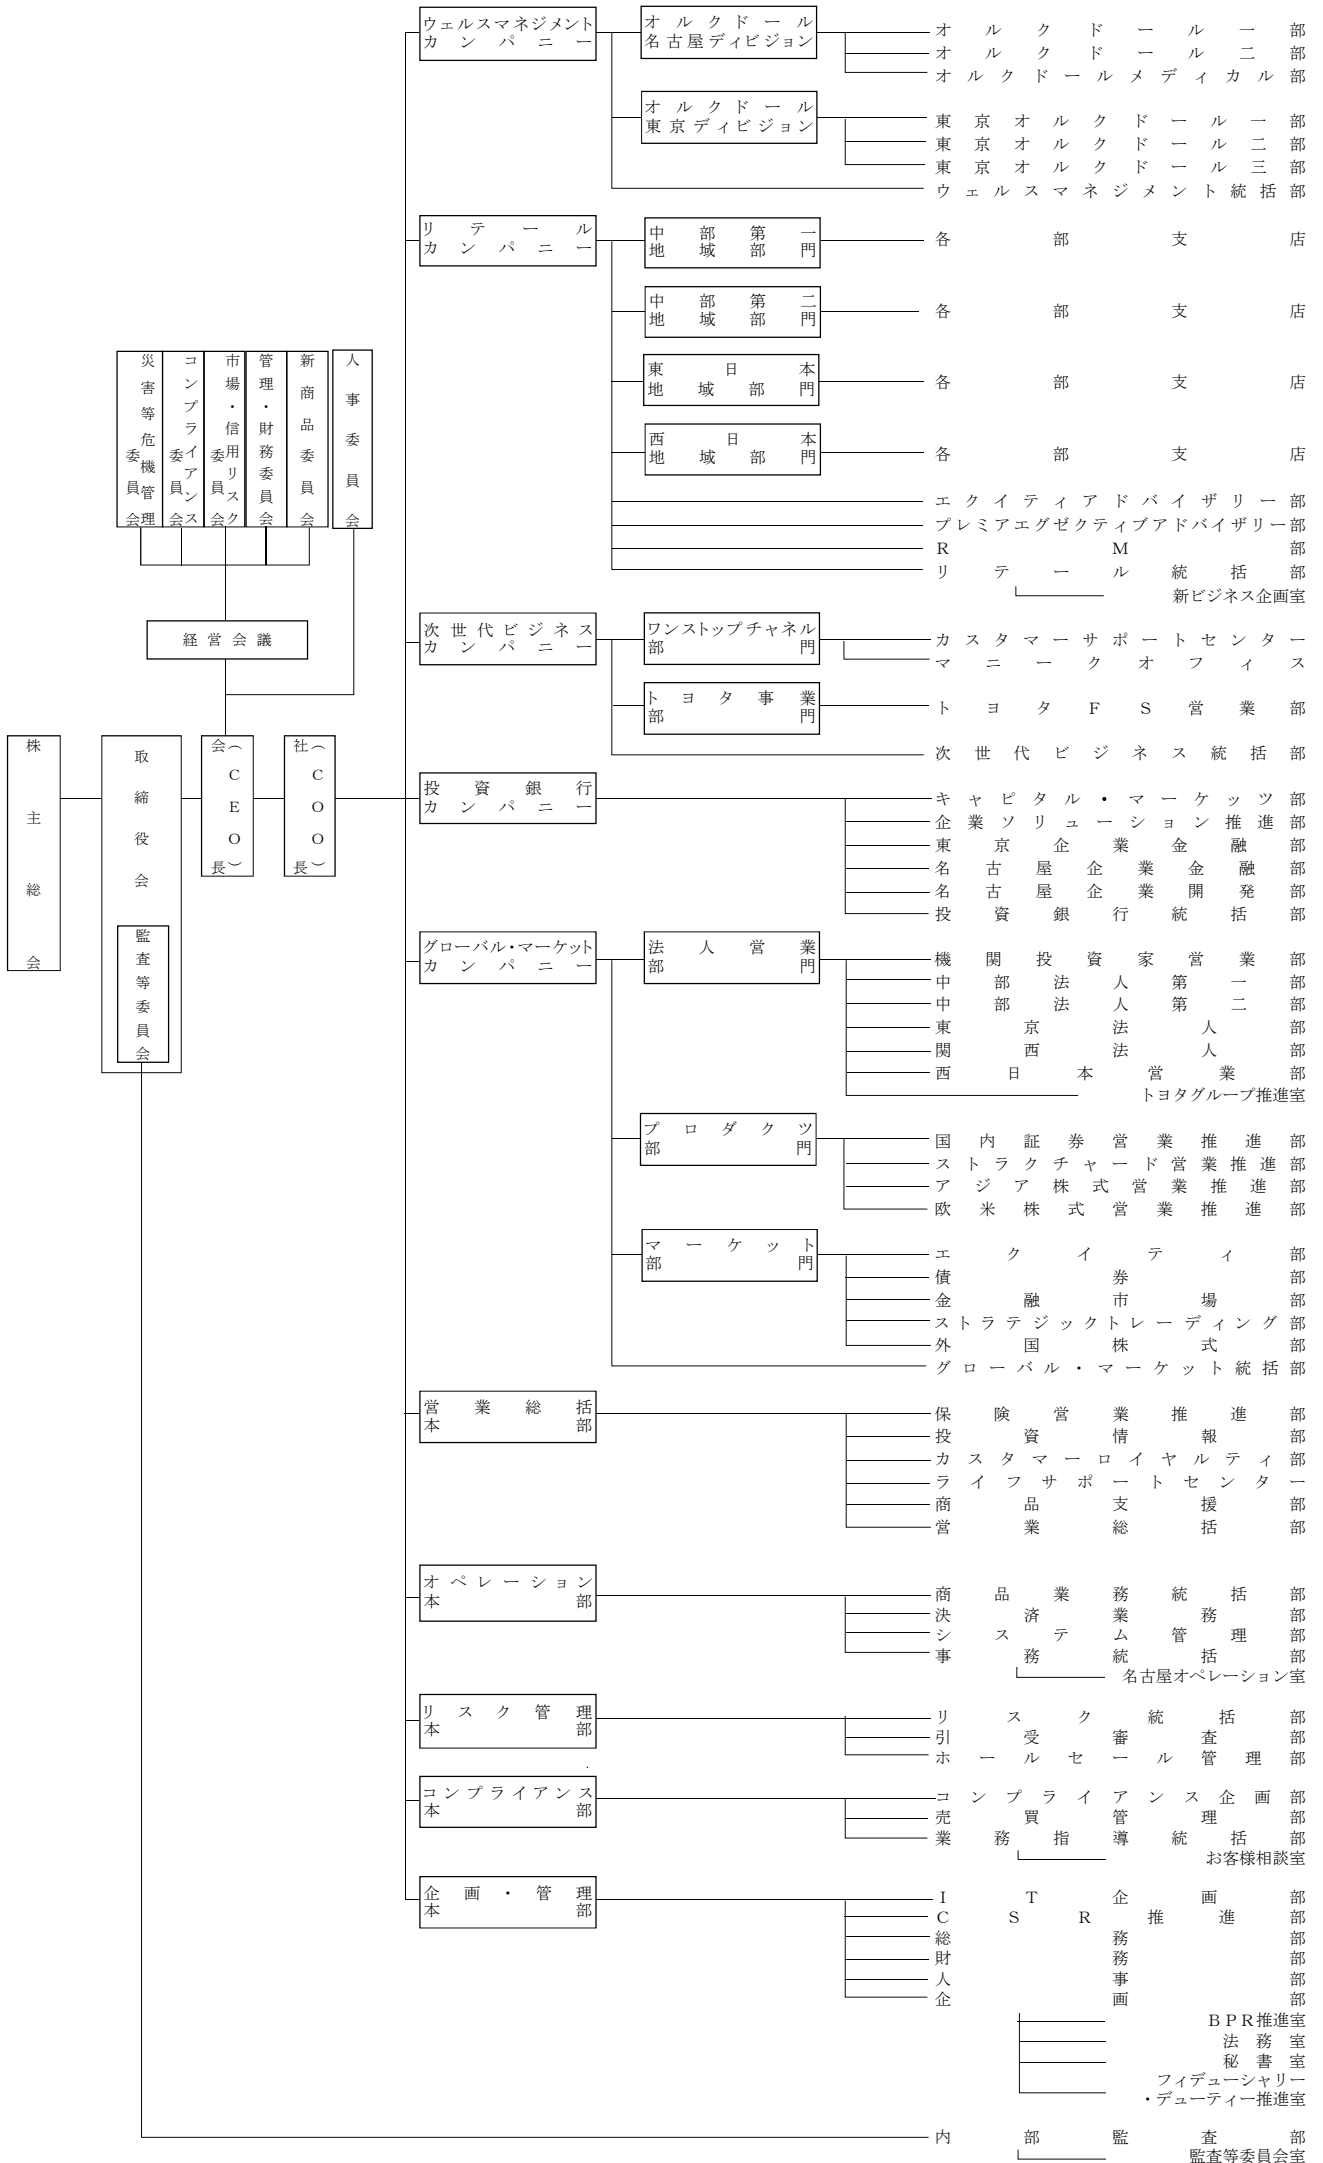 株主総会
取締役会
監査等委員会
会長
(CEO)
社長
(COO)
経営会議
災害等危機管理
委員会
コンプライアンス
委員会
市場・信用リスク
委員会
管理・財務委員会
新商品委員会
人事委員会
ウェルスマネジメント
カンパニー
オルクドール
名古屋ディビジョン
オルクドール一部
オルクドール二部
オルクドールメディカル部
オルクドール
東京ディビジョン
東京オルクドール一部
東京オルクドール二部
東京オルクドール三部
ウェルスマネジメント統括部
リテール
カンパニー
中部第一
地域部門
各部支店
中部第二
地域部門
各部支店
東日本
地域部門
各部支店
西日本
地域部門
各部支店
エクイティアドバイザリー部
プレミアエグゼクティブアドバイザリー部
RM部
リテール統括部
新ビジネス企画室
次世代ビジネス
カンパニー
ワンストップチャネル
部門
カスタマーサポートセンター
マニークオフィス
トヨタ事業
部門
トヨタFS営業部
次世代ビジネス統括部
投資銀行
カンパニー
キャピタル・マーケッツ部
企業ソリューション推進部
東京企業金融部
名古屋企業金融部
名古屋企業開発部
投資銀行統括部
グローバル・マーケット
カンパニー
法人営業
部門
機関投資家営業部
中部法人第一部
中部法人第二部
東京法人部
関西法人部
西日本営業部
トヨタグループ推進室
プロダクツ
部門
国内証券営業推進部
ストラクチャード営業推進部
アジア株式営業推進部
欧米株式営業推進部
マーケット
部門
エクイティ部
債券部
金融市場部
ストラテジックトレーディング部
外国株式部
グローバル・マーケット統括部
営業総括
本部
保険営業推進部
投資情報部
カスタマーロイヤルティ部
ライフサポートセンター
商品支援部
営業総括部
オペレーション
本部
商品業務統括部
決済業務部
システム管理部
事務統括部
名古屋オペレーション室
リスク管理
本部
リスク統括部
引受審査部
ホールセール管理部
コンプライアンス
本部
コンプライアンス企画部
売買管理部
業務指導統括部
お客様相談室
企画・管理
本部
IT企画部
CSR推進部
総務部
財務部
人事部
企画部
BPR推進室
法務室
秘書室
フィデューシャリー
・デューティー推進室
内部監査部
監査等委員会室